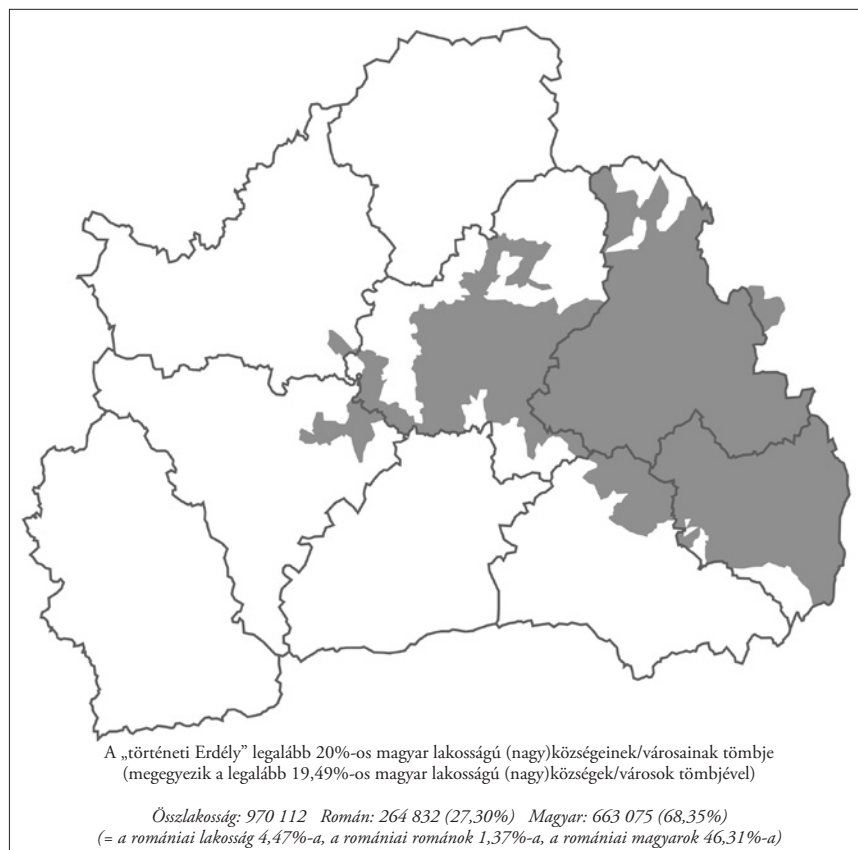 A „történeti Erdély” legalább 20%-os magyar lakosságú (nagy)községeinek/városainak tömbje
(megegyezik a legalább 19,49%-os magyar lakosságú (nagy)községek/városok tömbjével)
Összlakosság: 970 112 Román: 264 832 (27,30%) Magyar: 663 075 (68,35%)
(= a romániai lakosság 4,47%-a, a romániai románok 1,37%-a, a romániai magyarok 46,31%-a)